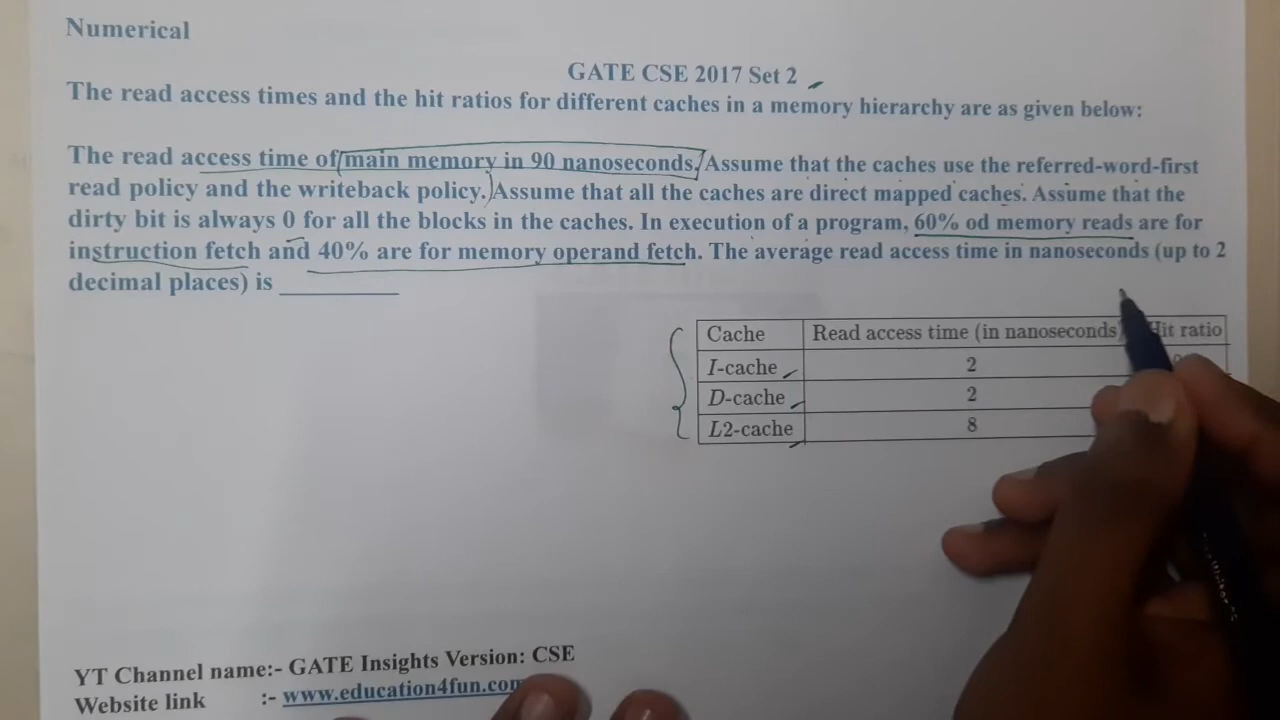 Numerical
GATE CSE 2017 Set 2
The read access times and the hit ratios for different caches in a memory hierarchy are as given below:
The read access time of main memory in 90 nanoseconds. Assume that the caches use the referred-word-first
read policy and the writeback policy. Assume that all the caches are direct mapped caches. Assume that the
dirty bit is always 0 for all the blocks in the caches. In execution of a program, 60% od memory reads are for
instruction fetch and 40% are for memory operand fetch. The average read access time in nanoseconds (up to 2
decimal places) is __________
Cache Read access time (in nanoseconds) Hit ratio
I-cache 2
D-cache 2
L2-cache 8
YT Channel name:- GATE Insights Version: CSE
Website link :- www.education4fun.com